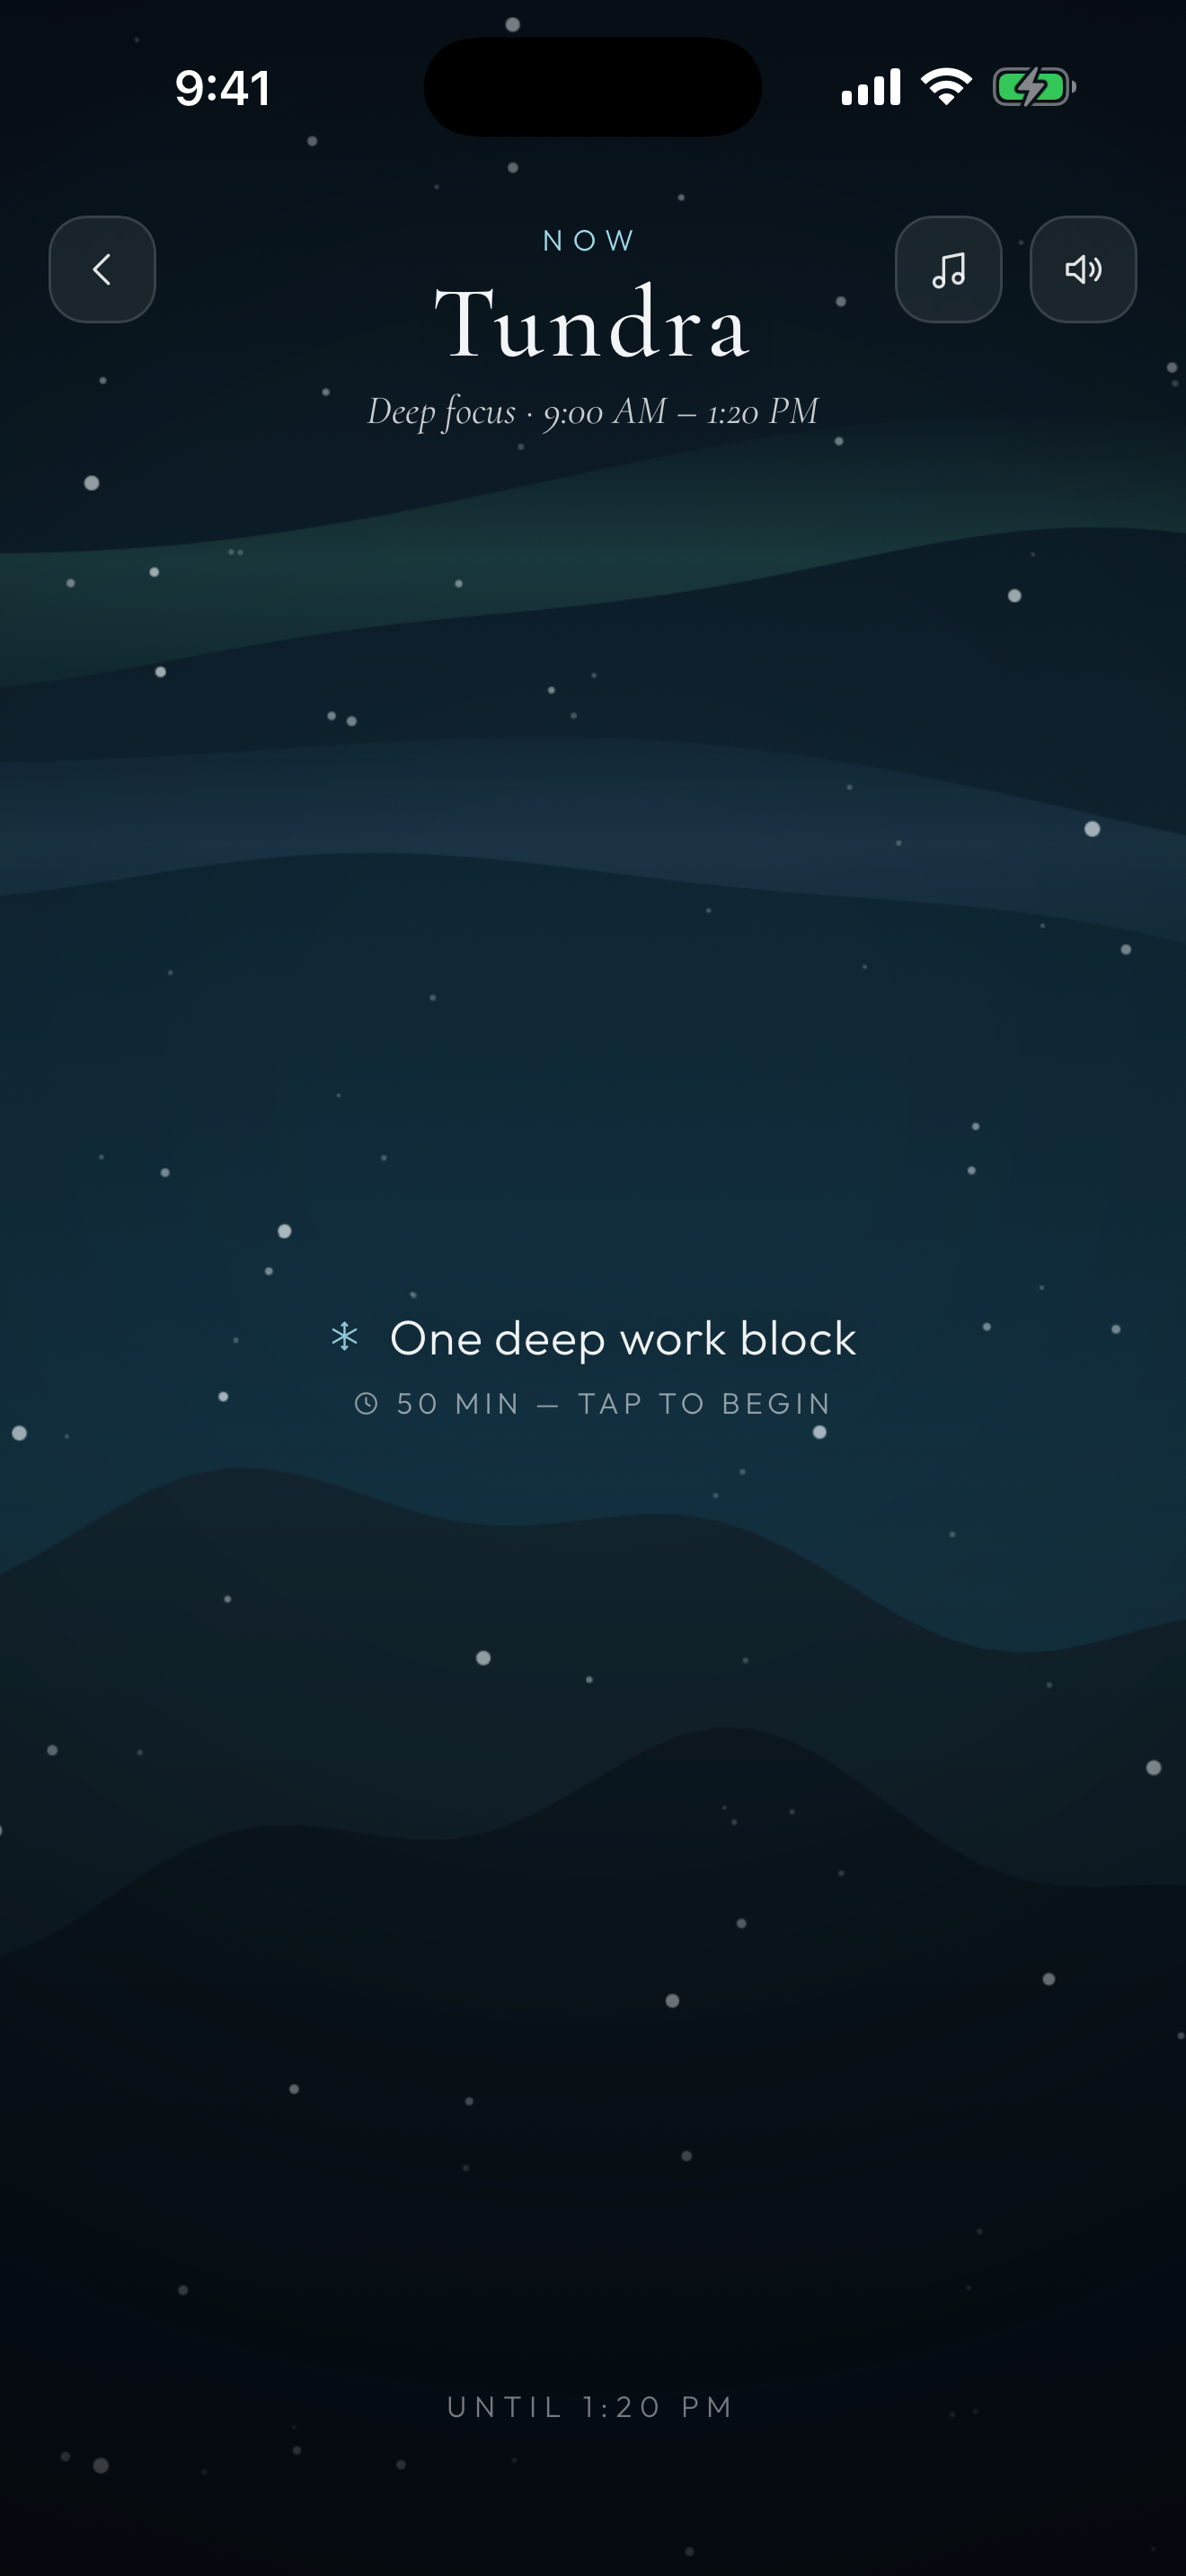 9:41
NOW
Tundra
Deep focus · 9:00 AM – 1:20 PM
One deep work block
50 MIN — TAP TO BEGIN
UNTIL 1:20 PM